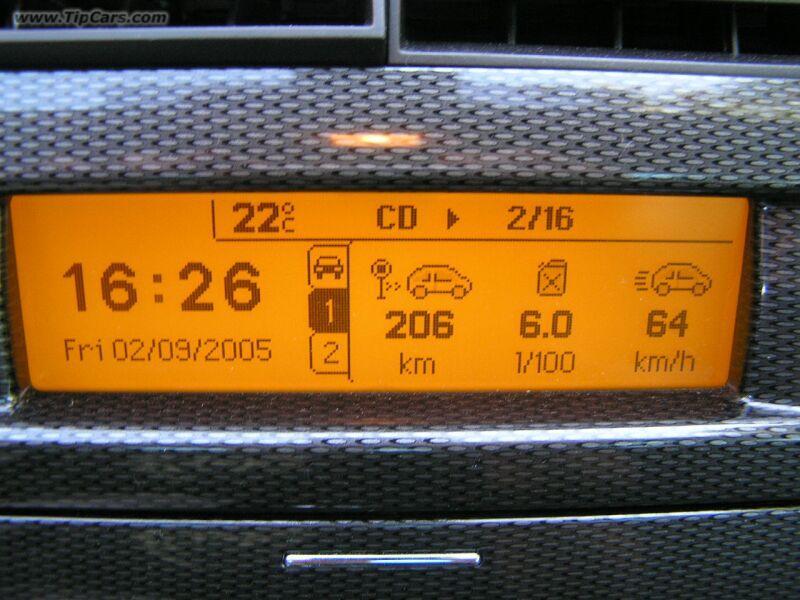 www.TipCars.com
22°C CD 2/16
16:26
Fri 02/09/2005
1
2
206 6.0 64
km l/100 km/h